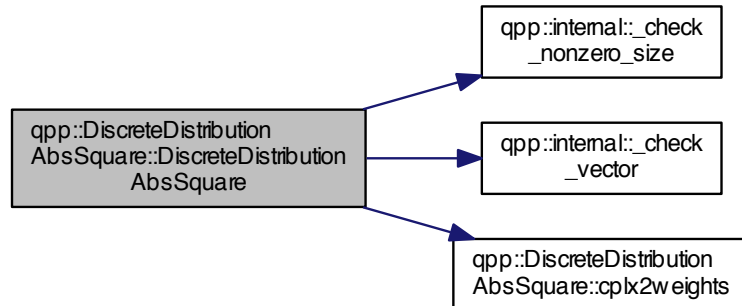 qpp::DiscreteDistribution
AbsSquare::DiscreteDistribution
AbsSquare
qpp::internal::_check
_nonzero_size
qpp::internal::_check
_vector
qpp::DiscreteDistribution
AbsSquare::cplx2weights